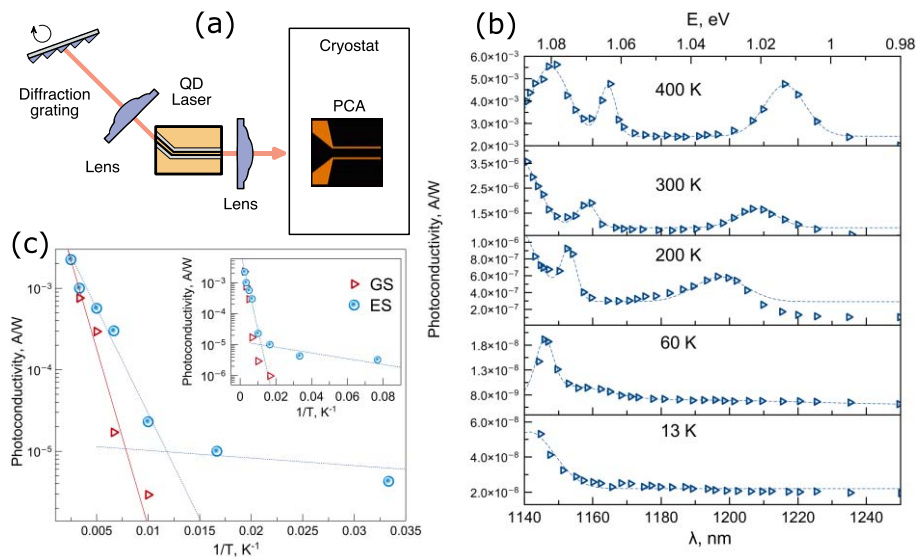 (a)
Diffraction
grating
Lens
QD
Laser
Lens
Cryostat
PCA
(b)
E, eV
1.08 1.06 1.04 1.02 1 0.98
Photoconductivity, A/W
6.0×10⁻³
5.0×10⁻³
4.0×10⁻³
3.0×10⁻³
2.0×10⁻³
400 K
3.5×10⁻⁶
2.5×10⁻⁶
1.5×10⁻⁶
300 K
1.0×10⁻⁶
8.0×10⁻⁷
6.0×10⁻⁷
4.0×10⁻⁷
2.0×10⁻⁷
200 K
1.8×10⁻⁸
1.3×10⁻⁸
8.0×10⁻⁹
60 K
6.0×10⁻⁸
4.0×10⁻⁸
2.0×10⁻⁸
13 K
1140 1160 1180 1200 1220 1240
λ, nm
(c)
Photoconductivity, A/W
10⁻³
10⁻⁴
10⁻⁵
0.005 0.01 0.015 0.02 0.025 0.03 0.035
1/T, K⁻¹
Photoconductivity, A/W
10⁻³
10⁻⁴
10⁻⁵
10⁻⁶
0 0.02 0.04 0.06 0.08
1/T, K⁻¹
GS
ES